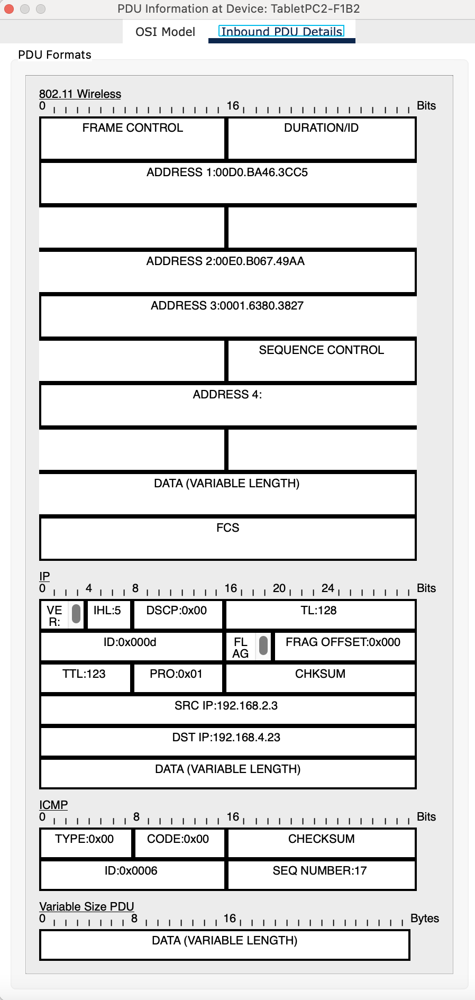 PDU Information at Device: TabletPC2-F1B2
OSI Model Inbound PDU Details
PDU Formats
802.11 Wireless
0 16 Bits
FRAME CONTROL DURATION/ID
ADDRESS 1:00D0.BA46.3CC5
ADDRESS 2:00E0.B067.49AA
ADDRESS 3:0001.6380.3827
SEQUENCE CONTROL
ADDRESS 4:
DATA (VARIABLE LENGTH)
FCS
IP
0 4 8 16 20 24 Bits
VE
R: IHL:5 DSCP:0x00 TL:128
ID:0x000d FL
AG FRAG OFFSET:0x000
TTL:123 PRO:0x01 CHKSUM
SRC IP:192.168.2.3
DST IP:192.168.4.23
DATA (VARIABLE LENGTH)
ICMP
0 8 16 Bits
TYPE:0x00 CODE:0x00 CHECKSUM
ID:0x0006 SEQ NUMBER:17
Variable Size PDU
0 8 16 Bytes
DATA (VARIABLE LENGTH)